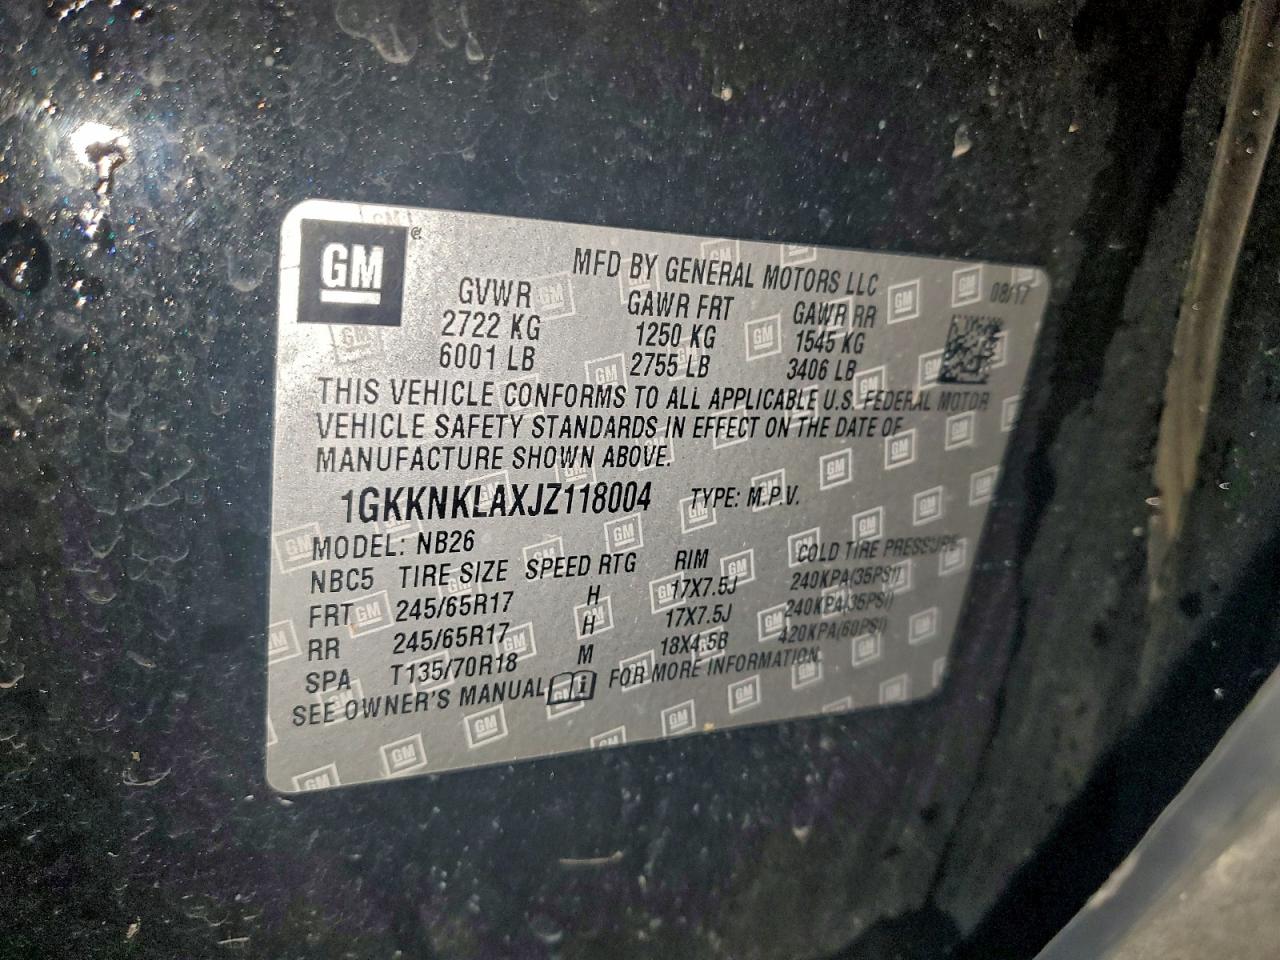 GM
MFD BY GENERAL MOTORS LLC
08/17
GVWR GAWR FRT GAWR RR
2722 KG 1250 KG 1545 KG
6001 LB 2755 LB 3406 LB
THIS VEHICLE CONFORMS TO ALL APPLICABLE U.S. FEDERAL MOTOR
VEHICLE SAFETY STANDARDS IN EFFECT ON THE DATE OF
MANUFACTURE SHOWN ABOVE.
1GKKNKLAXJZ118004 TYPE: M.P.V.
MODEL: NB26
NBC5 TIRE SIZE SPEED RTG RIM COLD TIRE PRESSURE
FRT 245/65R17 H 17X7.5J 240KPA(35PSI)
RR 245/65R17 H 17X7.5J 240KPA(35PSI)
SPA T135/70R18 M 18X4.5B 420KPA(60PSI)
SEE OWNER'S MANUAL i FOR MORE INFORMATION